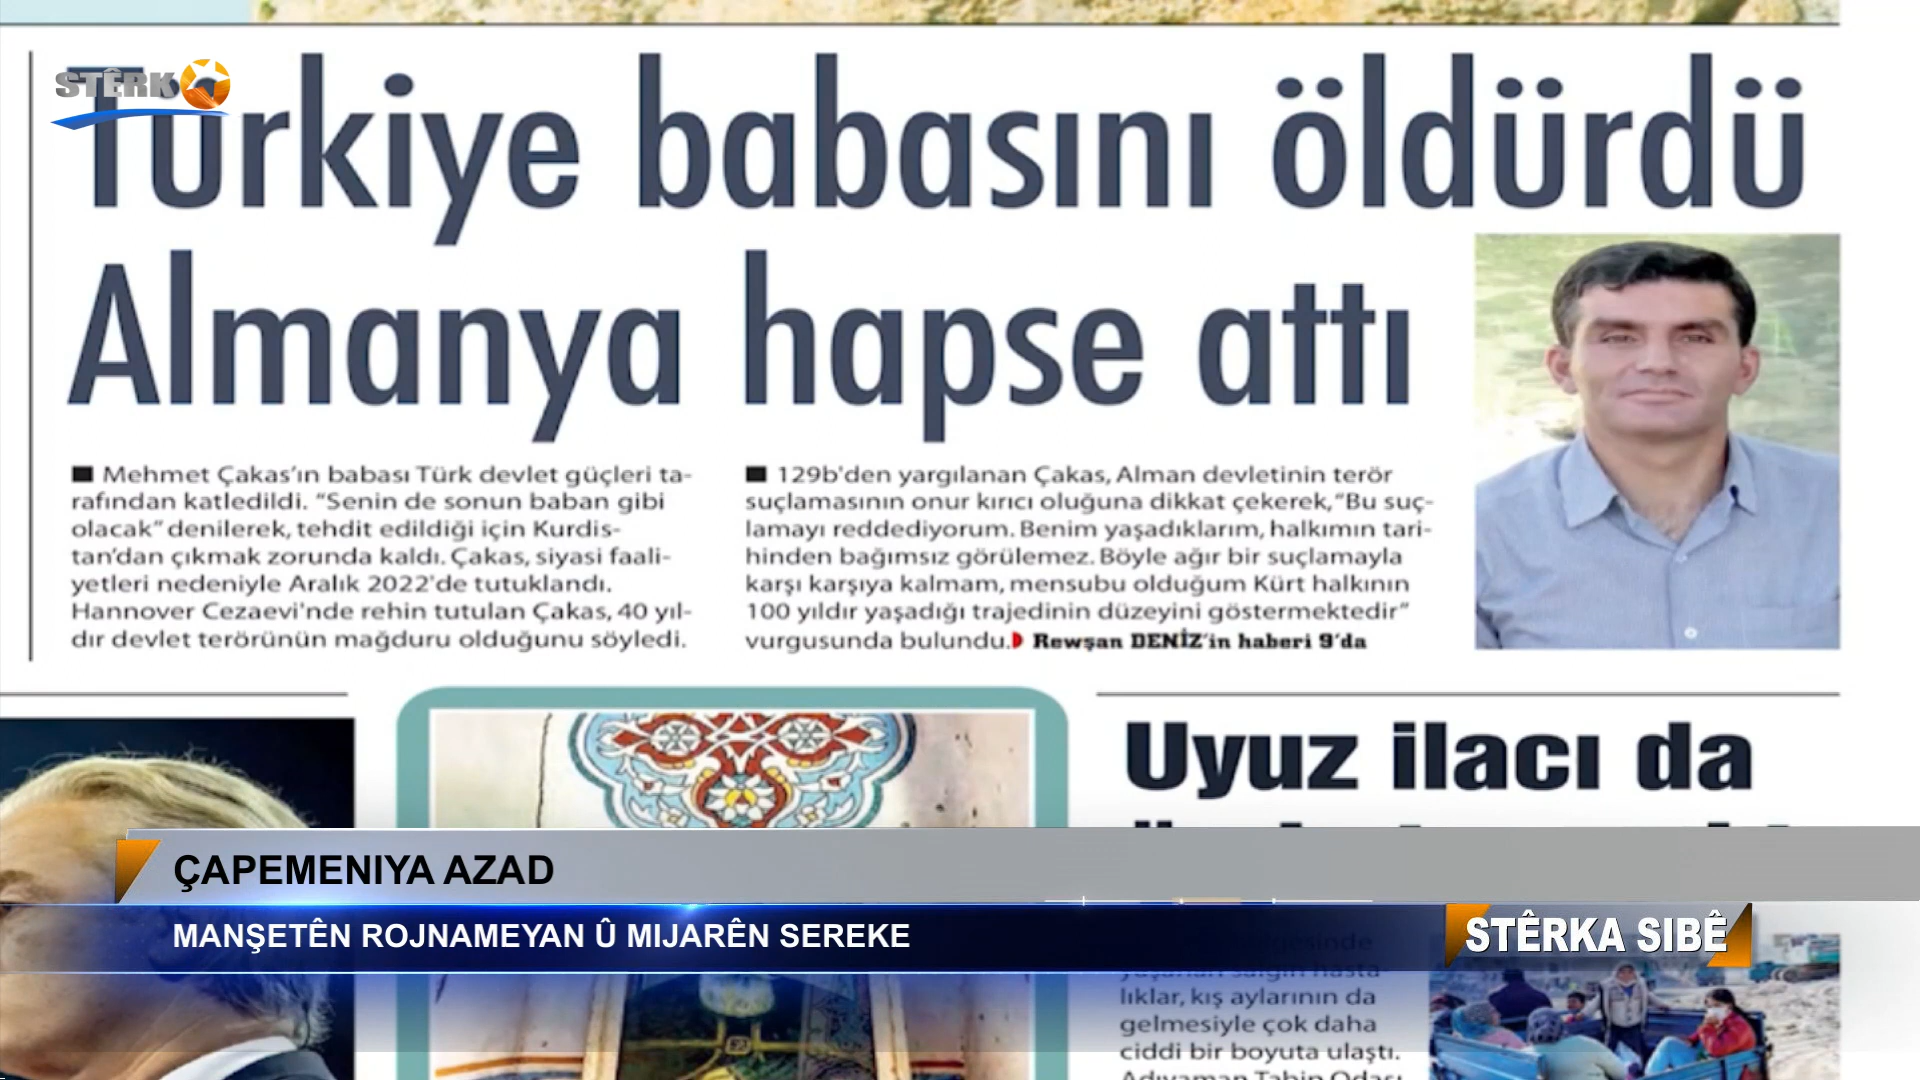 STÊRK
Türkiye babasını öldürdü
Almanya hapse attı
■ Mehmet Çakas'ın babası Türk devlet güçleri ta-
rafından katledildi. “Senin de sonun baban gibi
olacak” denilerek, tehdit edildiği için Kurdis-
tan’dan çıkmak zorunda kaldı. Çakas, siyasi faali-
yetleri nedeniyle Aralık 2022'de tutuklandı.
Hannover Cezaevi'nde rehin tutulan Çakas, 40 yıl-
dır devlet terörünün mağduru olduğunu söyledi.
■ 129b'den yargılanan Çakas, Alman devletinin terör
suçlamasının onur kırıcı oluğuna dikkat çekerek, “Bu suç-
lamayı reddediyorum. Benim yaşadıklarım, halkımın tari-
hinden bağımsız görülemez. Böyle ağır bir suçlamayla
karşı karşıya kalmam, mensubu olduğum Kürt halkının
100 yıldır yaşadığı trajedinin düzeyini göstermektedir”
vurgusunda bulundu. Rewşan DENİZ'in haberi 9'da
Uyuz ilacı da
ÇAPEMENIYA AZAD
MANŞETÊN ROJNAMEYAN Û MIJARÊN SEREKE
STÊRKA SIBÊ
yaşanan salgın hasta-
lıklar, kış aylarının da
gelmesiyle çok daha
ciddi bir boyuta ulaştı.
Adıyaman Tabip Odası